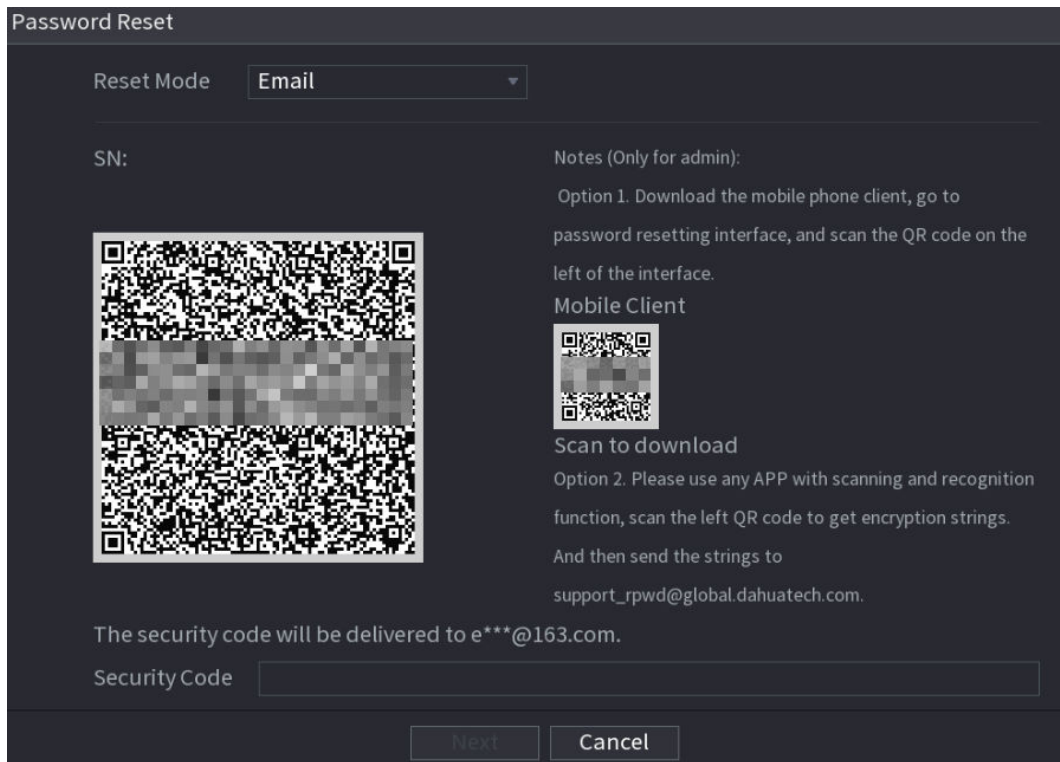 Password Reset
Reset Mode Email
SN:
Notes (Only for admin):
Option 1. Download the mobile phone client, go to
password resetting interface, and scan the QR code on the
left of the interface.
Mobile Client
Scan to download
Option 2. Please use any APP with scanning and recognition
function, scan the left QR code to get encryption strings.
And then send the strings to
support_rpwd@global.dahuatech.com.
The security code will be delivered to e***@163.com.
Security Code
Next Cancel